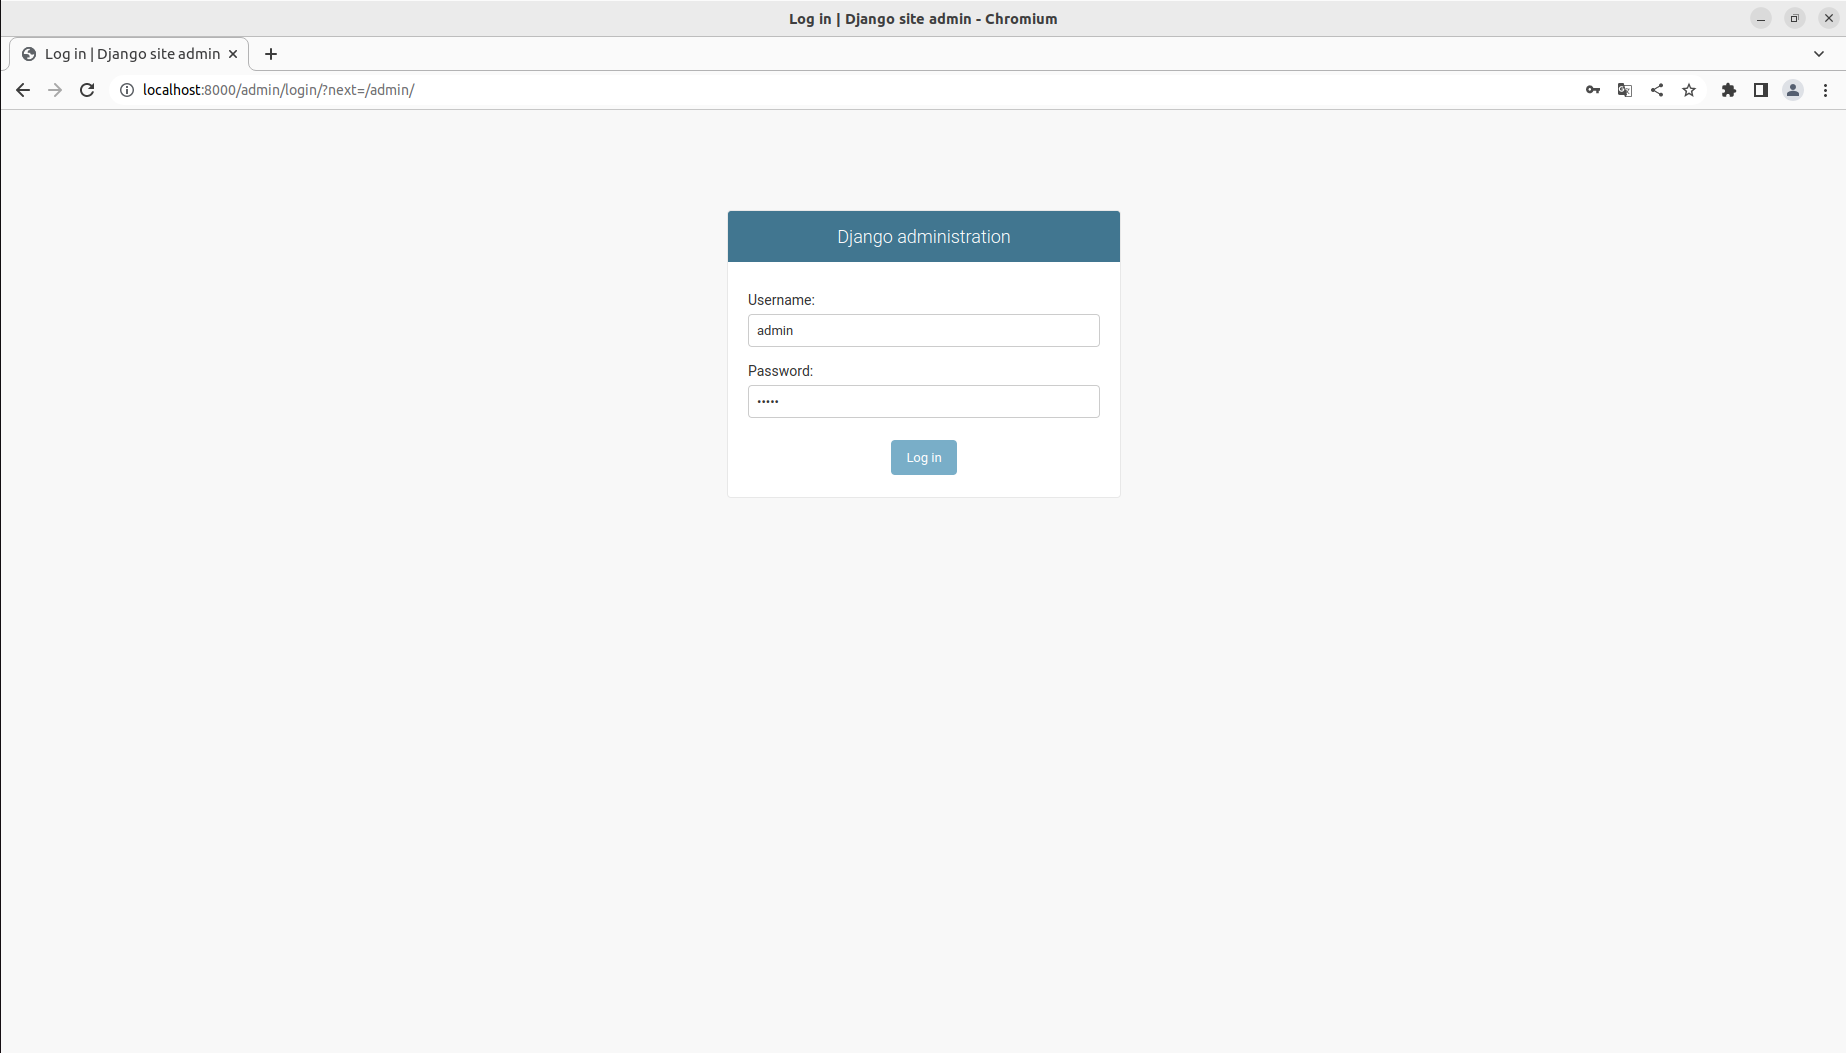 Log in | Django site admin - Chromium
Log in | Django site admin
localhost:8000/admin/login/?next=/admin/
Django administration
Username:
admin
Password:
•••••
Log in